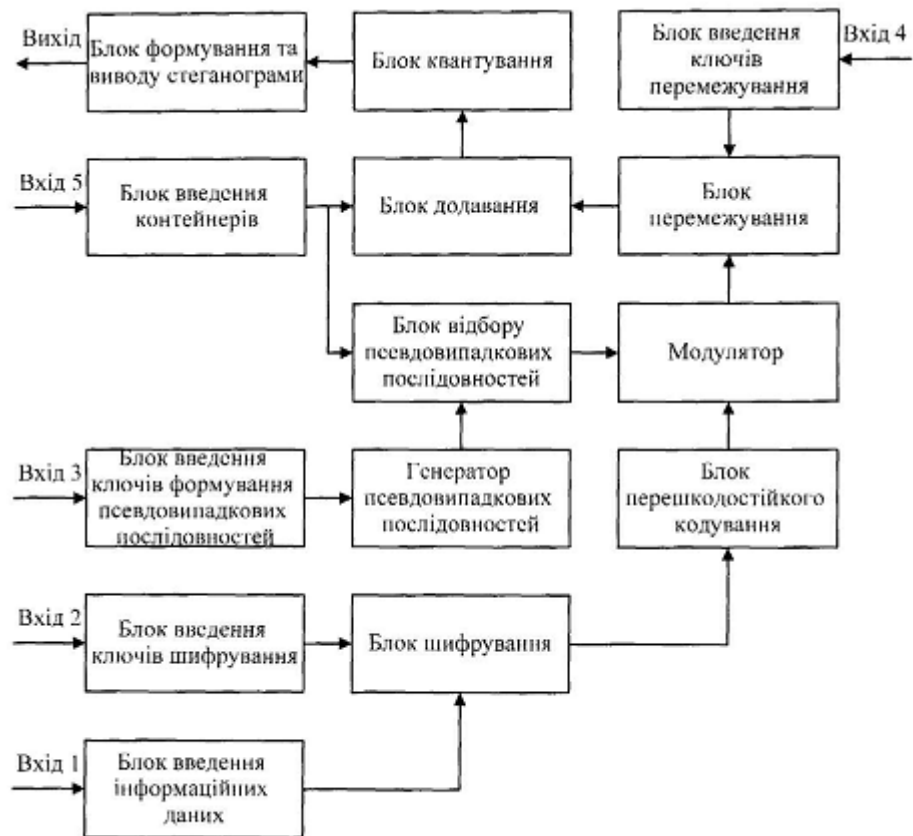 Вихід
Блок формування та
виводу стеганограми
Блок квантування
Блок введення
ключів
перемежування
Вхід 4
Вхід 5
Блок введення
контейнерів
Блок додавання
Блок
перемежування
Блок відбору
псевдовипадкових
послідовностей
Модулятор
Вхід 3
Блок введення
ключів формування
псевдовипадкових
послідовностей
Генератор
псевдовипадкових
послідовностей
Блок
перешкодостійкого
кодування
Вхід 2
Блок введення
ключів шифрування
Блок шифрування
Вхід 1
Блок введення
інформаційних
даних